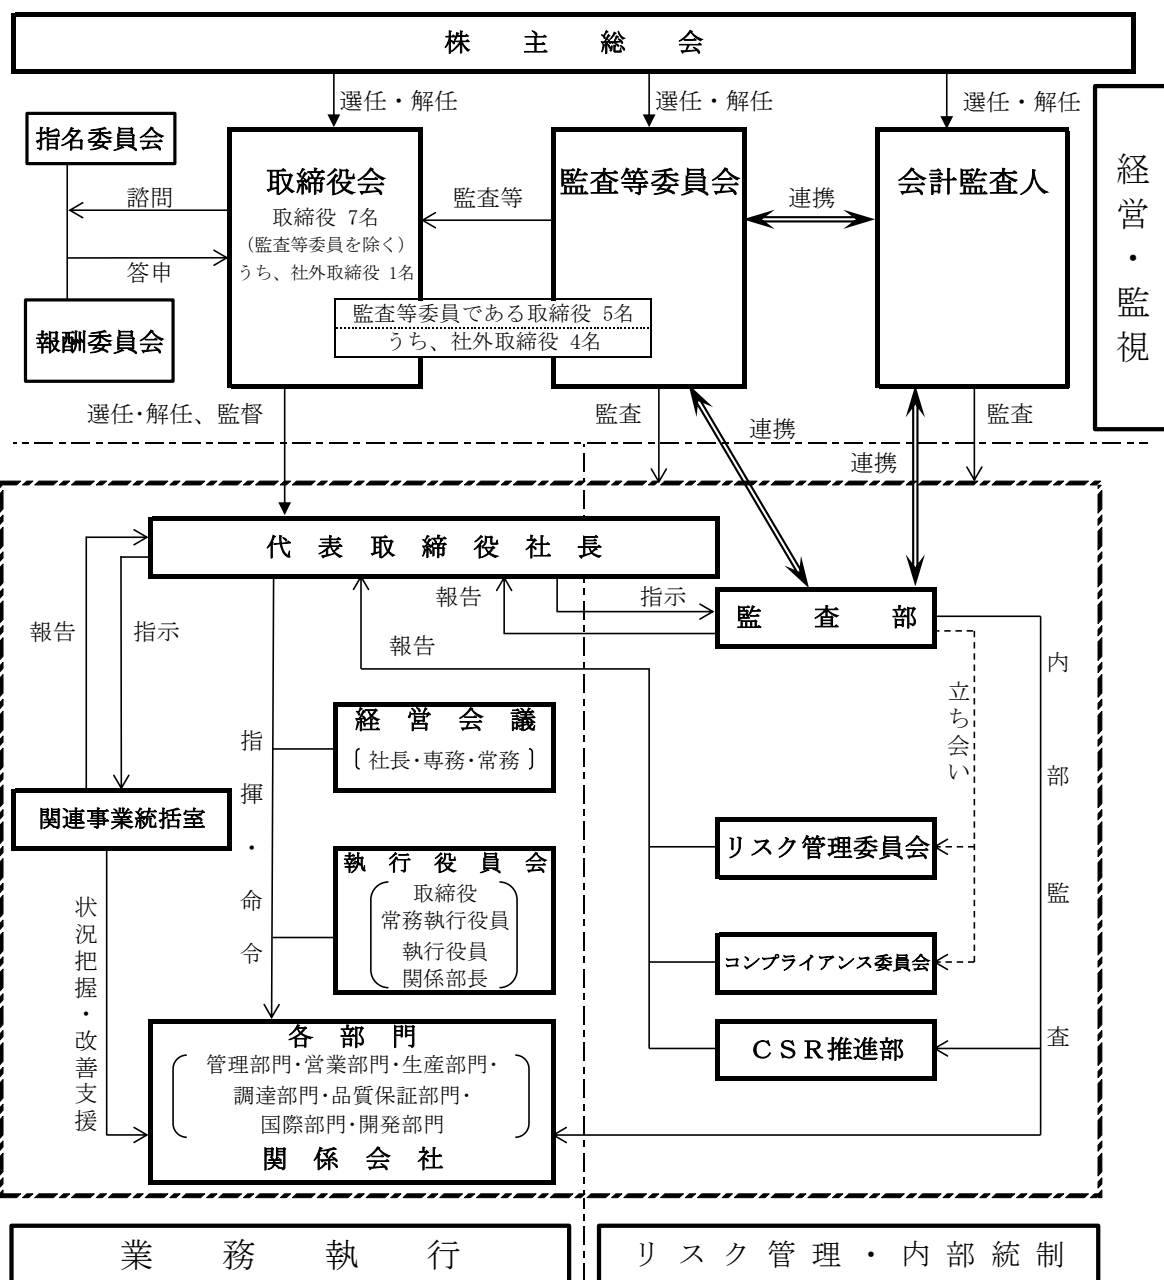 株主総会
選任・解任
選任・解任
選任・解任
指名委員会
諮問
答申
報酬委員会
取締役会
取締役 7名
（監査等委員を除く）
うち、社外取締役 1名
監査等
監査等委員会
連携
会計監査人
監査等委員である取締役 5名
うち、社外取締役 4名
経営・監視
選任・解任、監督
監査
連携
連携
監査
代表取締役社長
報告
指示
報告
指示
報告
監査部
内部監査
立ち会い
指揮・命令
経営会議
〔社長・専務・常務〕
関連事業統括室
リスク管理委員会
執行役員会
取締役
常務執行役員
執行役員
関係部長
状況把握・改善支援
コンプライアンス委員会
ＣＳＲ推進部
各部門
管理部門・営業部門・生産部門・
調達部門・品質保証部門・
国際部門・開発部門
関係会社
業務執行
リスク管理・内部統制